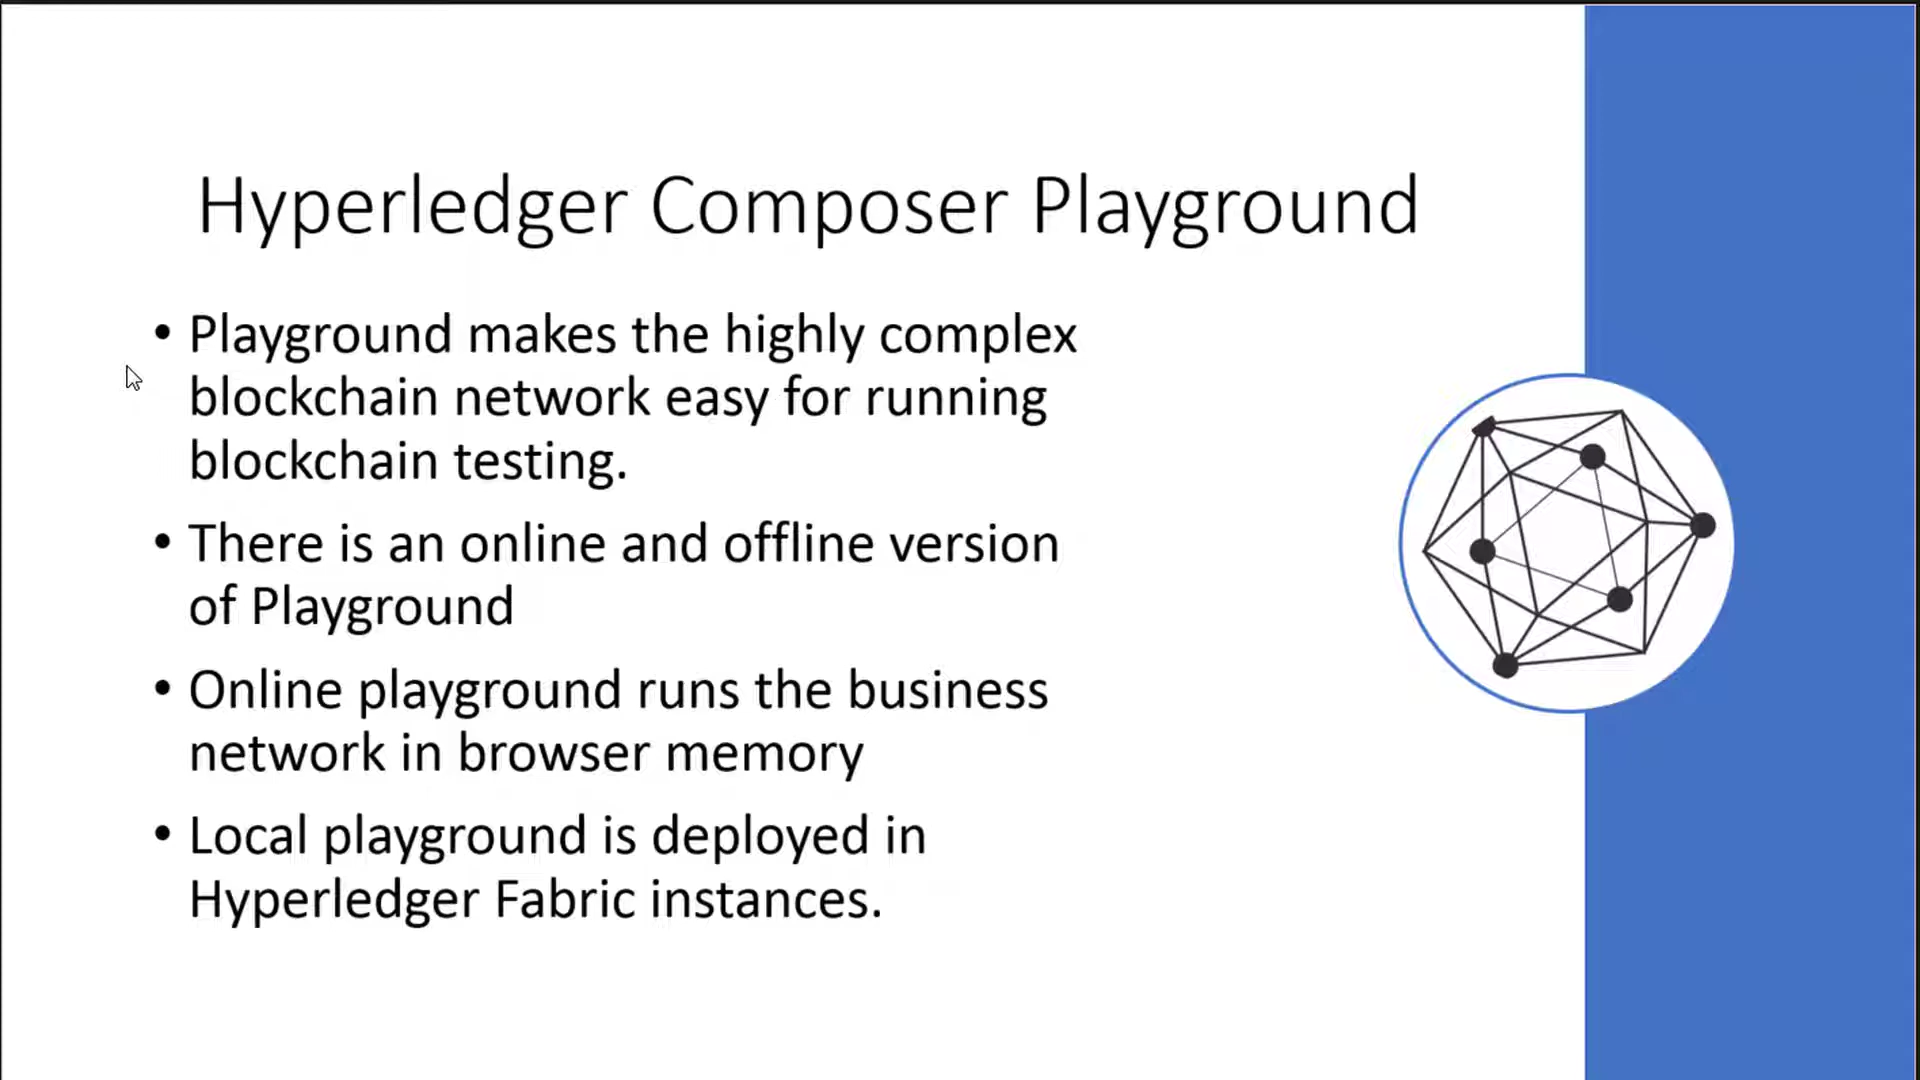 Hyperledger Composer Playground
• Playground makes the highly complex
blockchain network easy for running
blockchain testing.
• There is an online and offline version
of Playground
• Online playground runs the business
network in browser memory
• Local playground is deployed in
Hyperledger Fabric instances.